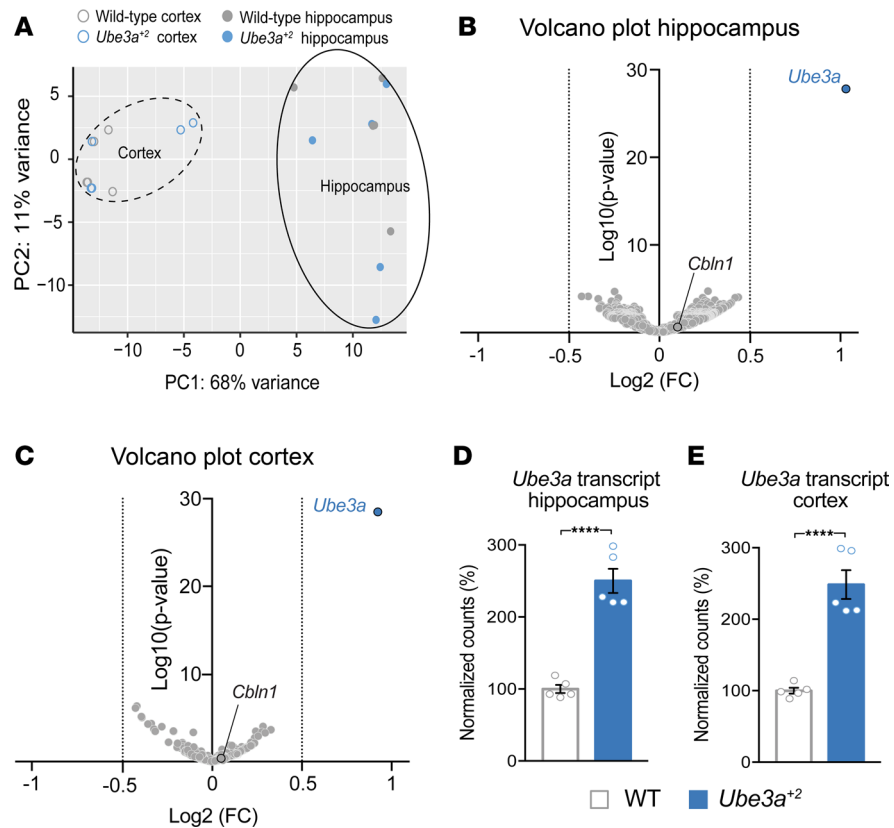 A
Wild-type cortex
Wild-type hippocampus
Ube3a+2 cortex
Ube3a+2 hippocampus
PC2: 11% variance
5
0
−5
−10
Cortex
Hippocampus
−10
−5
0
5
10
PC1: 68% variance
B
Volcano plot hippocampus
30
20
10
Log10(p-value)
Ube3a
Cbln1
-1
-0.5
0
0.5
1
Log2 (FC)
C
Volcano plot cortex
30
20
10
Log10(p-value)
Ube3a
Cbln1
-1
-0.5
0
0.5
1
Log2 (FC)
D
Ube3a transcript
hippocampus
****
Normalized counts (%)
300
200
100
0
E
Ube3a transcript
cortex
****
Normalized counts (%)
300
200
100
0
WT
Ube3a+2